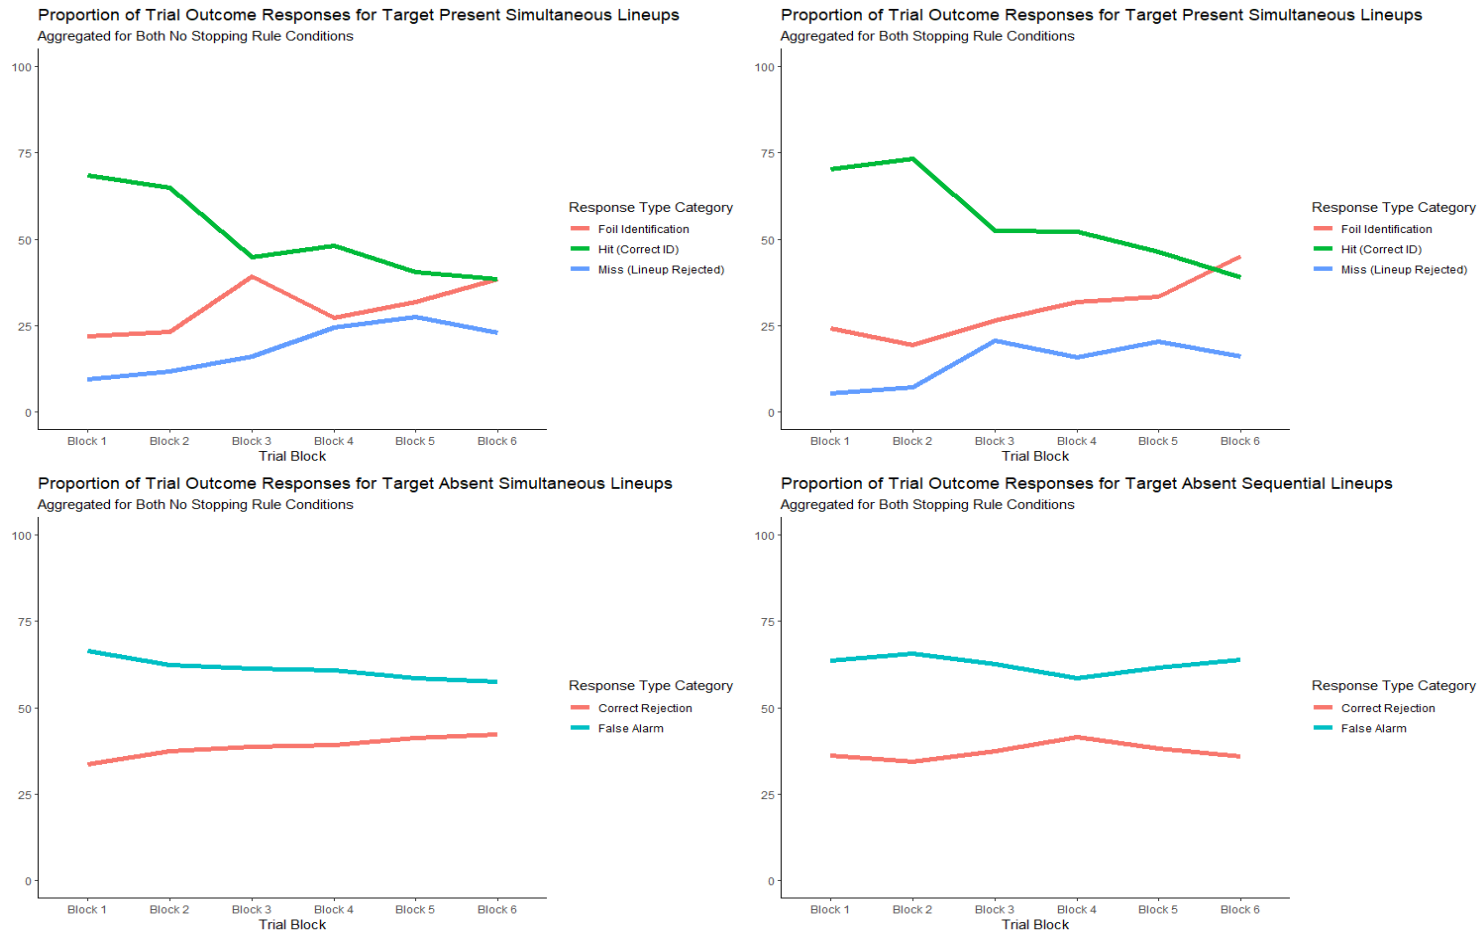 Proportion of Trial Outcome Responses for Target Present Simultaneous Lineups
Aggregated for Both No Stopping Rule Conditions
100
75
50
25
0
Block 1 Block 2 Block 3 Block 4 Block 5 Block 6
Trial Block
Response Type Category
Foil Identification
Hit (Correct ID)
Miss (Lineup Rejected)
Proportion of Trial Outcome Responses for Target Present Simultaneous Lineups
Aggregated for Both Stopping Rule Conditions
100
75
50
25
0
Block 1 Block 2 Block 3 Block 4 Block 5 Block 6
Trial Block
Response Type Category
Foil Identification
Hit (Correct ID)
Miss (Lineup Rejected)
Proportion of Trial Outcome Responses for Target Absent Simultaneous Lineups
Aggregated for Both No Stopping Rule Conditions
100
75
50
25
0
Block 1 Block 2 Block 3 Block 4 Block 5 Block 6
Trial Block
Response Type Category
Correct Rejection
False Alarm
Proportion of Trial Outcome Responses for Target Absent Sequential Lineups
Aggregated for Both Stopping Rule Conditions
100
75
50
25
0
Block 1 Block 2 Block 3 Block 4 Block 5 Block 6
Trial Block
Response Type Category
Correct Rejection
False Alarm